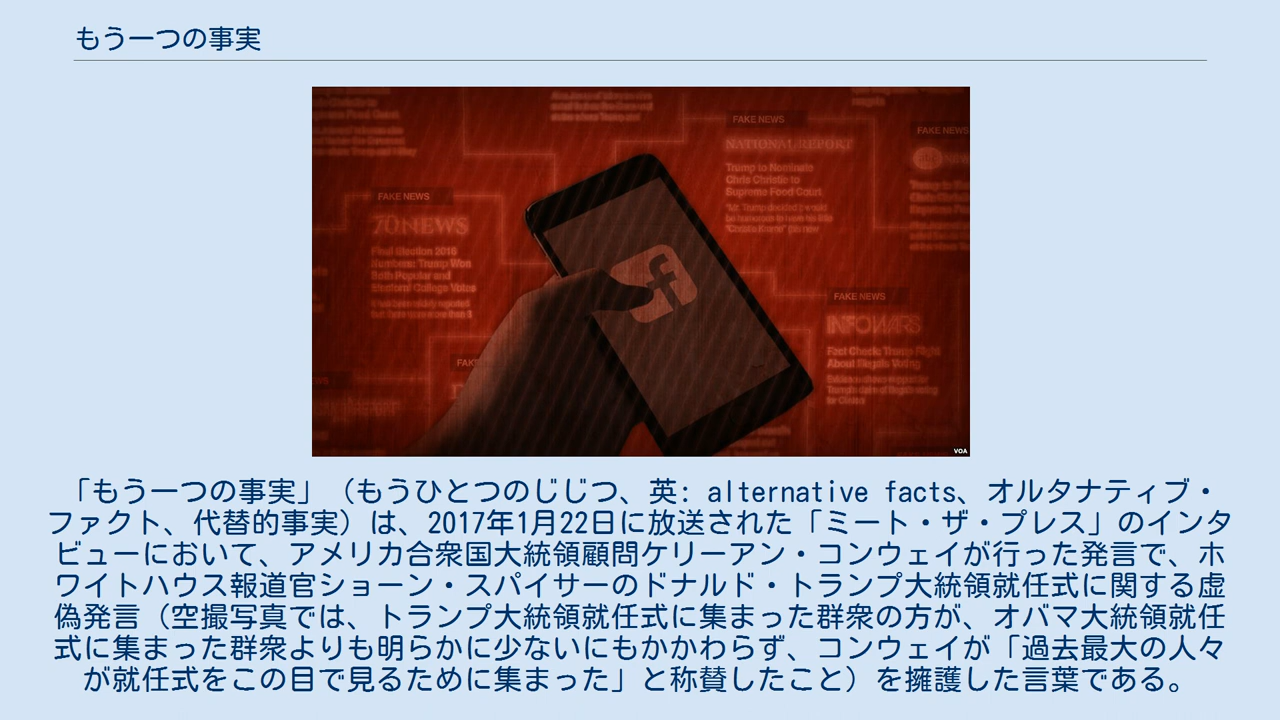 もう一つの事実
FAKE NEWS
NATIONAL REPORT
Trump to Nominate
Chris Christie to
Supreme Food Court
FAKE NEWS
FAKE NEWS
70 NEWS
Final Election 2016
Numbers: Trump Won
Both Popular and
Electoral College Votes
FAKE NEWS
INFOWARS
Fact Check: Trump Right
About Illegals Voting
f
VOA
「もう一つの事実」（もうひとつのじじつ、英: alternative facts、オルタナティブ・
ファクト、代替的事実）は、2017年1月22日に放送された「ミート・ザ・プレス」のインタ
ビューにおいて、アメリカ合衆国大統領顧問ケリーアン・コンウェイが行った発言で、ホ
ワイトハウス報道官ショーン・スパイサーのドナルド・トランプ大統領就任式に関する虚
偽発言（空撮写真では、トランプ大統領就任式に集まった群衆の方が、オバマ大統領就任
式に集まった群衆よりも明らかに少ないにもかかわらず、コンウェイが「過去最大の人々
が就任式をこの目で見るために集まった」と称賛したこと）を擁護した言葉である。